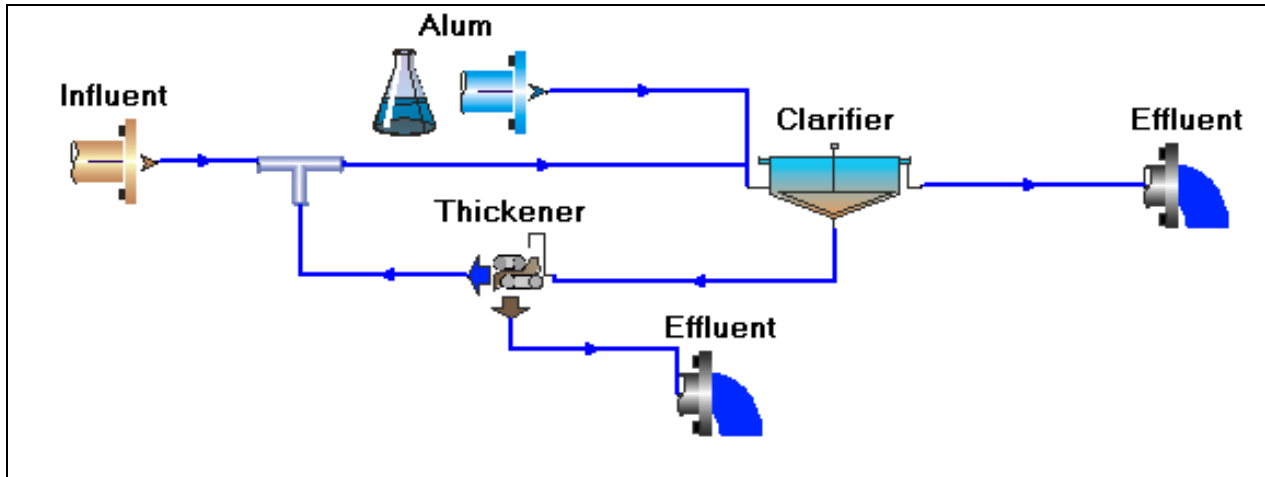 Alum
Influent
Clarifier
Effluent
Thickener
Effluent